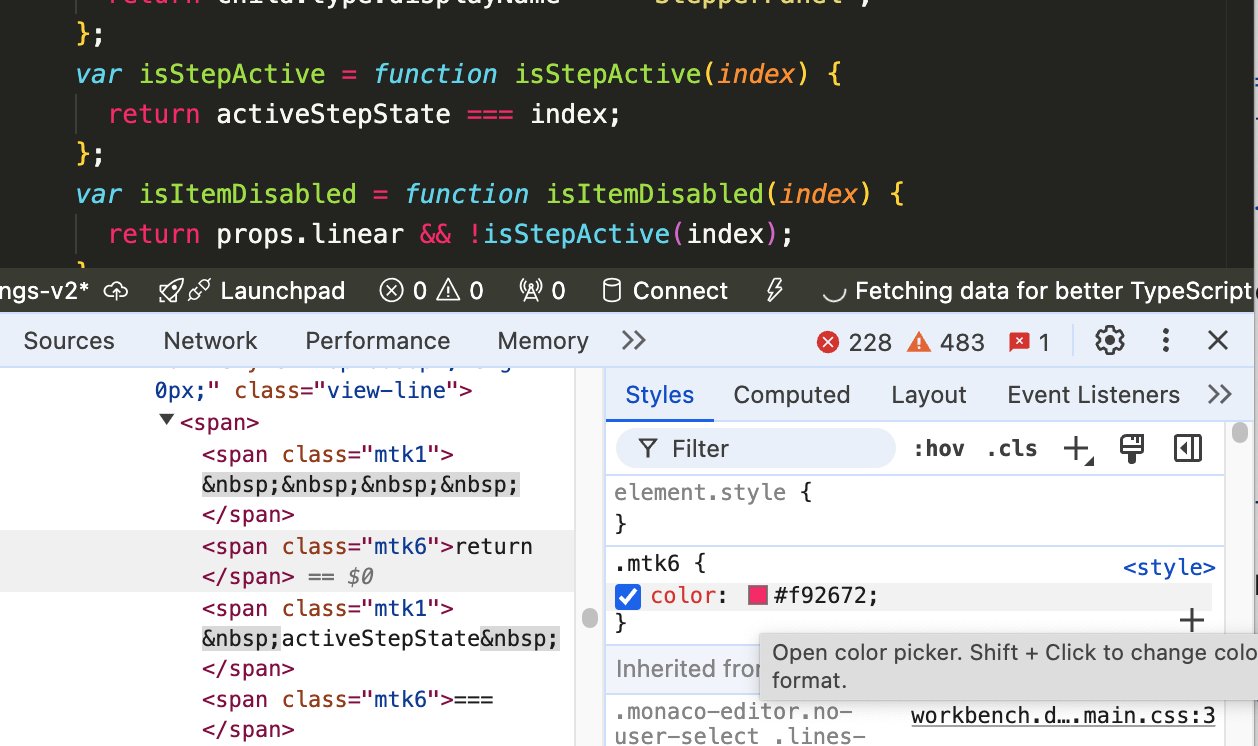 return child.type.displayName === 'StepperPanel';
};
var isStepActive = function isStepActive(index) {
return activeStepState === index;
};
var isItemDisabled = function isItemDisabled(index) {
return props.linear && !isStepActive(index);
}
ngs-v2* Launchpad 0 0 0 Connect Fetching data for better TypeScript
Sources Network Performance Memory 228 483 1
0px;" class="view-line">
<span>
<span class="mtk1">
&nbsp;&nbsp;&nbsp;&nbsp;
</span>
<span class="mtk6">return
</span> == $0
<span class="mtk1">
&nbsp;activeStepState&nbsp;
</span>
<span class="mtk6">===
</span>
Styles Computed Layout Event Listeners
Filter :hov .cls
element.style {
}
.mtk6 { <style>
color: #f92672;
}
Open color picker. Shift + Click to change colo
format.
Inherited fro
.monaco-editor.no- workbench.d….main.css:3
user-select .lines-